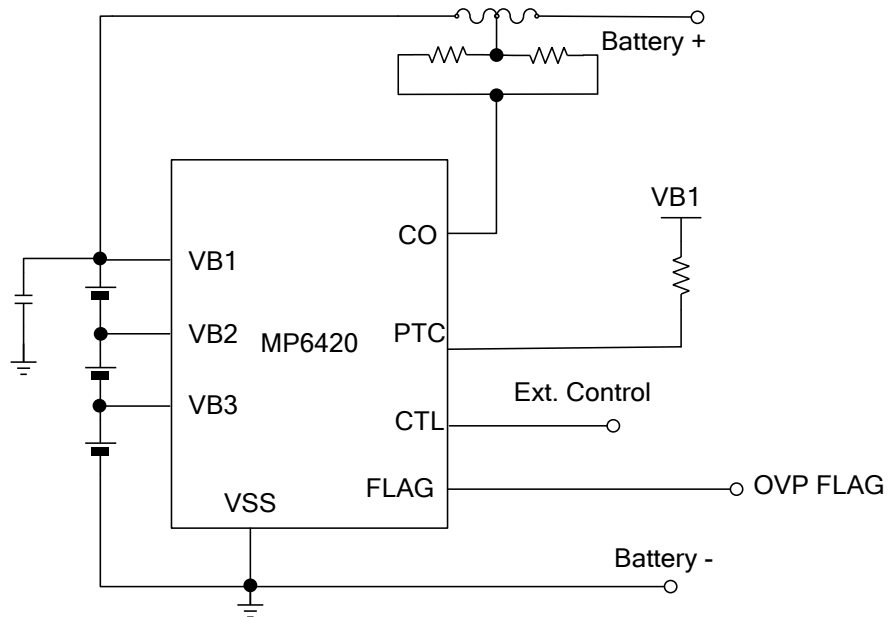 Battery +
VB1
CO
VB1
VB2
MP6420
PTC
VB3
Ext. Control
CTL
FLAG
OVP FLAG
VSS
Battery -